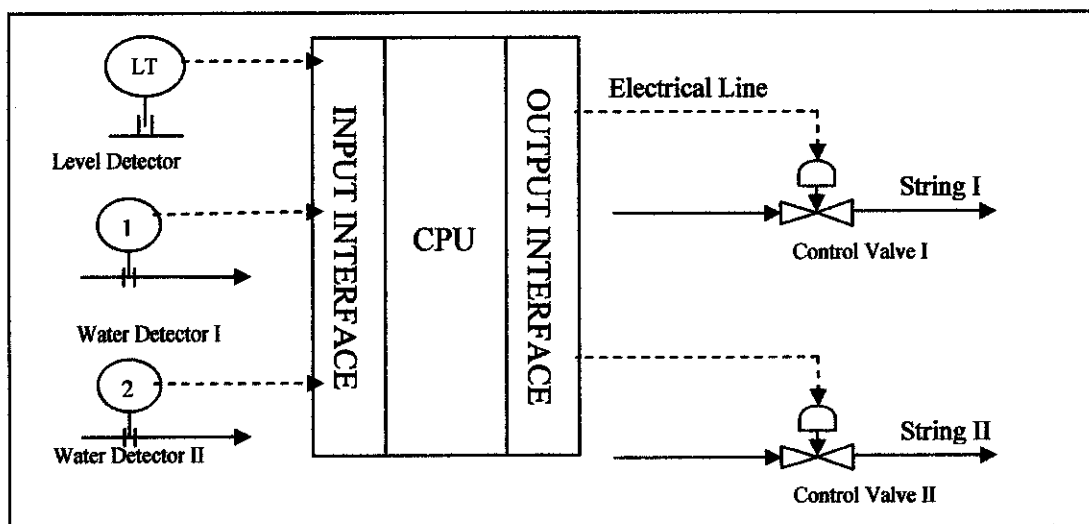 LT
Level Detector
1
Water Detector I
2
Water Detector II
INPUT INTERFACE
CPU
OUTPUT INTERFACE
Electrical Line
String I
Control Valve I
String II
Control Valve II